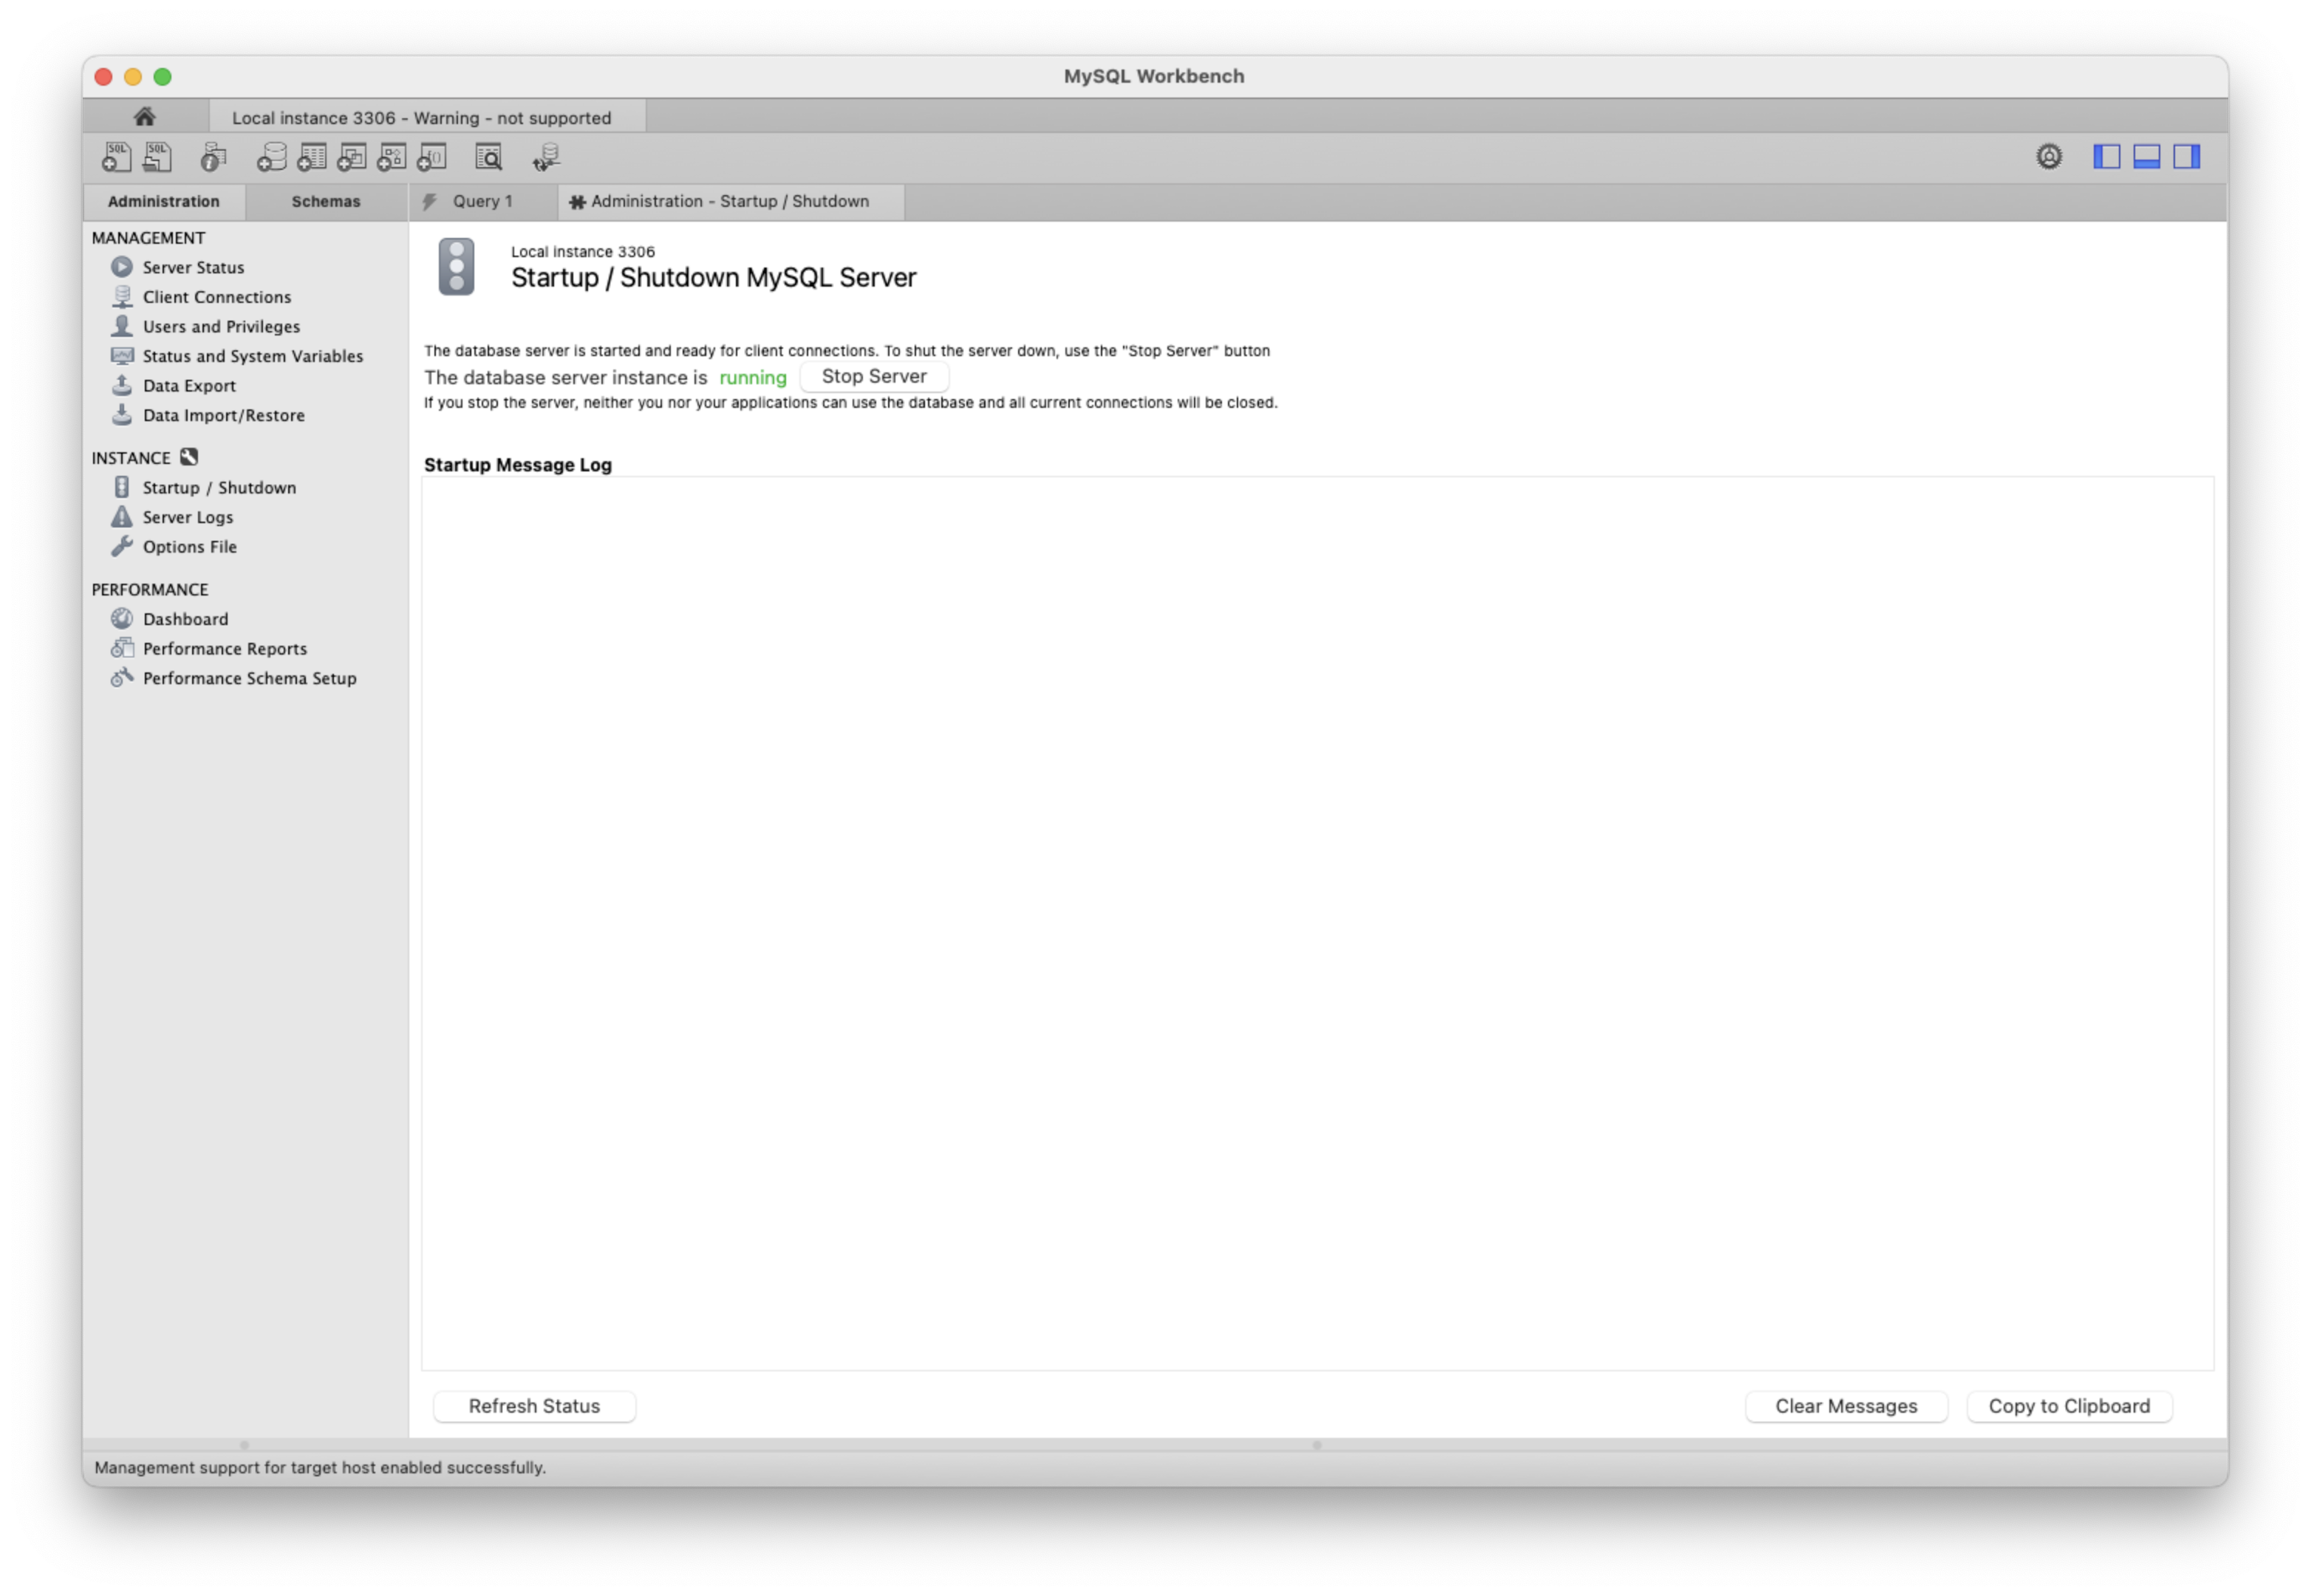 MySQL Workbench
Local instance 3306 - Warning - not supported
SQL SQL
Administration Schemas Query 1 Administration - Startup / Shutdown
MANAGEMENT
Server Status
Client Connections
Users and Privileges
Status and System Variables
Data Export
Data Import/Restore
INSTANCE
Startup / Shutdown
Server Logs
Options File
PERFORMANCE
Dashboard
Performance Reports
Performance Schema Setup
Local instance 3306
Startup / Shutdown MySQL Server
The database server is started and ready for client connections. To shut the server down, use the "Stop Server" button
The database server instance is running Stop Server
If you stop the server, neither you nor your applications can use the database and all current connections will be closed.
Startup Message Log
Refresh Status Clear Messages Copy to Clipboard
Management support for target host enabled successfully.